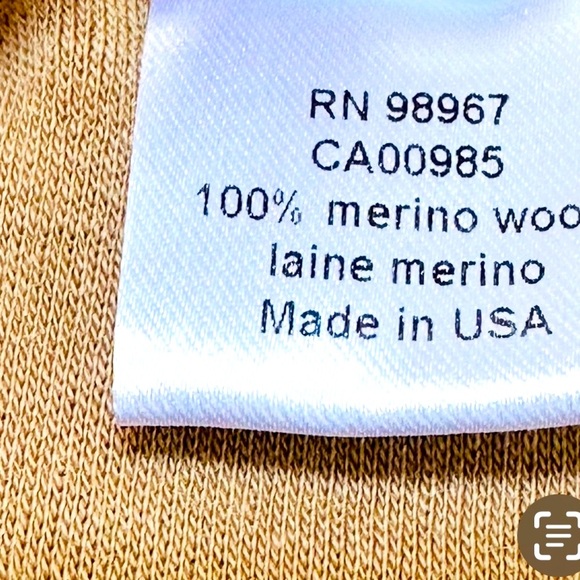 RN 98967
CA00985
100% merino woo
laine merino
Made in USA